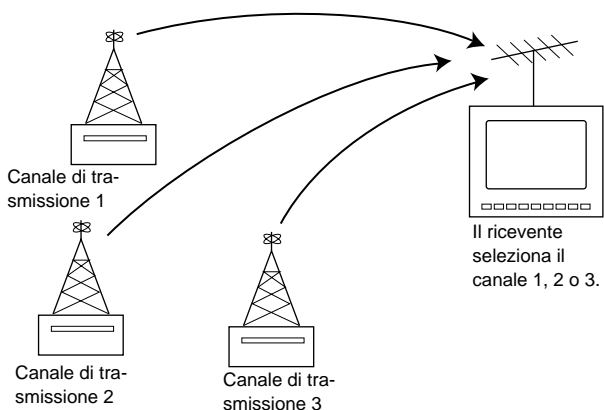 Canale di tra-
smissione 1
Il ricevente
seleziona il
canale 1, 2 o 3.
Canale di tra-
smissione 2
Canale di tra-
smissione 3